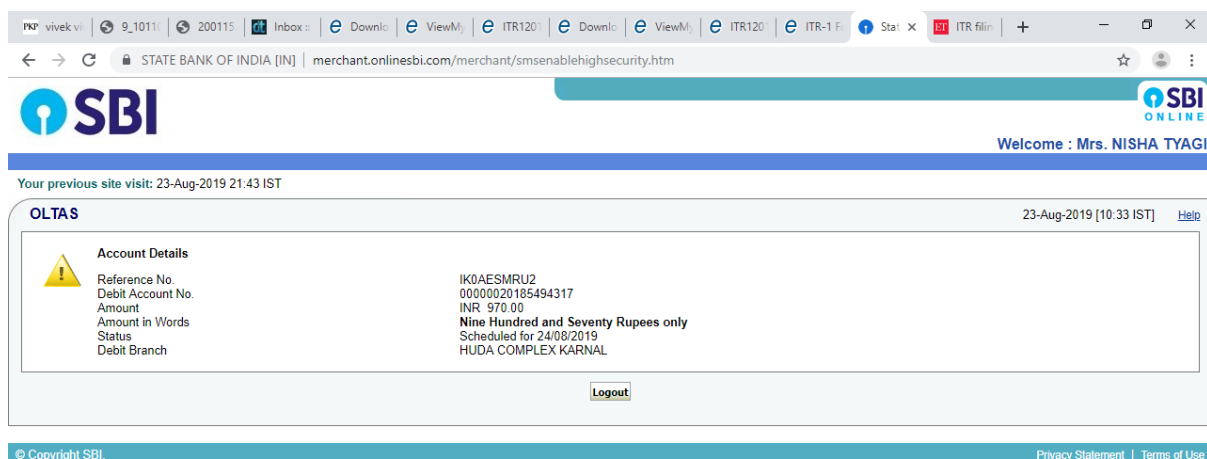 PKP vivek vi 9_1011( 200115 dt Inbox :: Downlo ViewMy ITR120 Downlo ViewMy ITR120 ITR-1 F Stat × ET ITR filin +
STATE BANK OF INDIA [IN] | merchant.onlinesbi.com/merchant/smsenablehighsecurity.htm
SBI
SBI
ONLINE
Welcome : Mrs. NISHA TYAGI
Your previous site visit: 23-Aug-2019 21:43 IST
OLTAS 23-Aug-2019 [10:33 IST] Help
Account Details
Reference No. IK0AESMRU2
Debit Account No. 00000020185494317
Amount INR 970.00
Amount in Words Nine Hundred and Seventy Rupees only
Status Scheduled for 24/08/2019
Debit Branch HUDA COMPLEX KARNAL
Logout
© Copyright SBI. Privacy Statement | Terms of Use